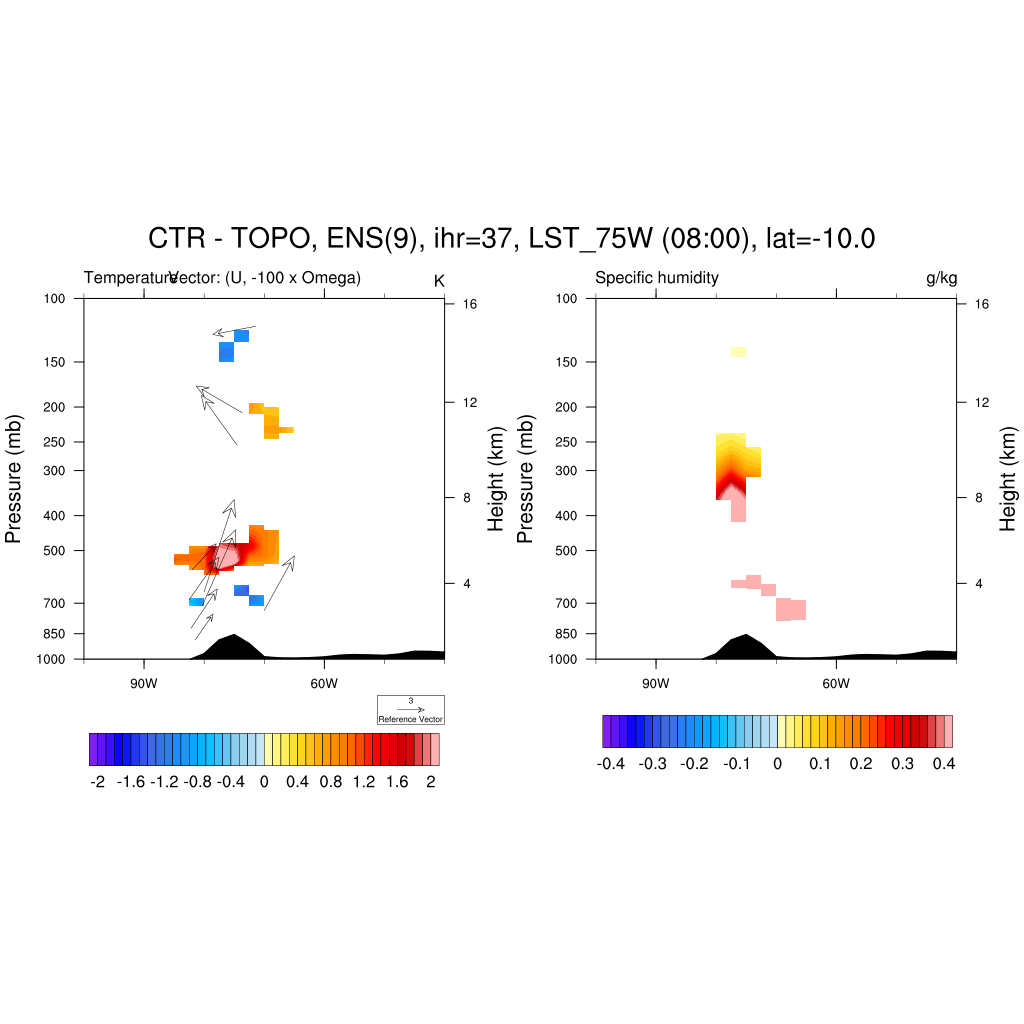 CTR - TOPO, ENS(9), ihr=37, LST_75W (08:00), lat=-10.0
Temperature Vector: (U, -100 x Omega) K
Pressure (mb)
100
150
200
250
300
400
500
700
850
1000
16
12
8
4
Height (km)
90W 60W
3
Reference Vector
-2 -1.6 -1.2 -0.8 -0.4 0 0.4 0.8 1.2 1.6 2
Specific humidity g/kg
Pressure (mb)
100
150
200
250
300
400
500
700
850
1000
16
12
8
4
Height (km)
90W 60W
-0.4 -0.3 -0.2 -0.1 0 0.1 0.2 0.3 0.4